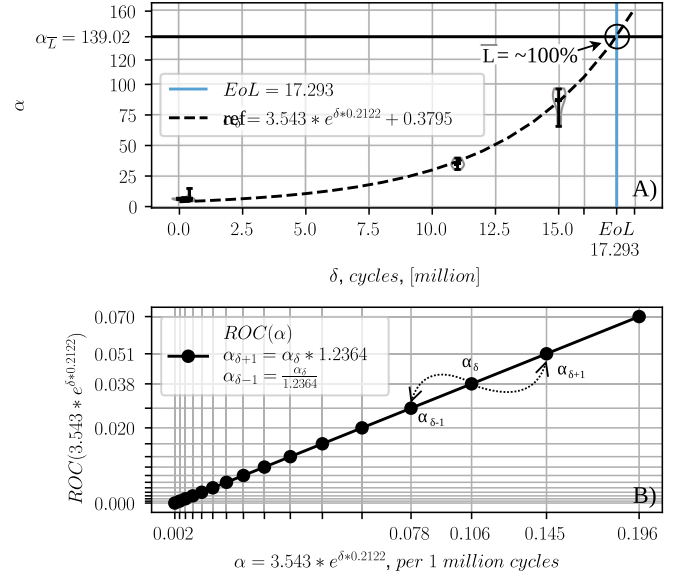 160
α_L̅ = 139.02
120
100
75
50
25
0
α
L̅ = ~100%
EoL = 17.293
ref = 3.543 * e^{δ*0.2122} + 0.3795
A)
0.0 2.5 5.0 7.5 10.0 12.5 15.0 EoL
17.293
δ, cycles, [million]
0.070
0.051
0.038
0.020
0.000
ROC(3.543 * e^{δ*0.2122})
ROC(α)
α_{δ+1} = α_δ * 1.2364
α_{δ−1} = α_δ/1.2364
α_δ
α_{δ+1}
α_{δ-1}
B)
0.002 0.078 0.106 0.145 0.196
α = 3.543 * e^{δ*0.2122}, per 1 million cycles